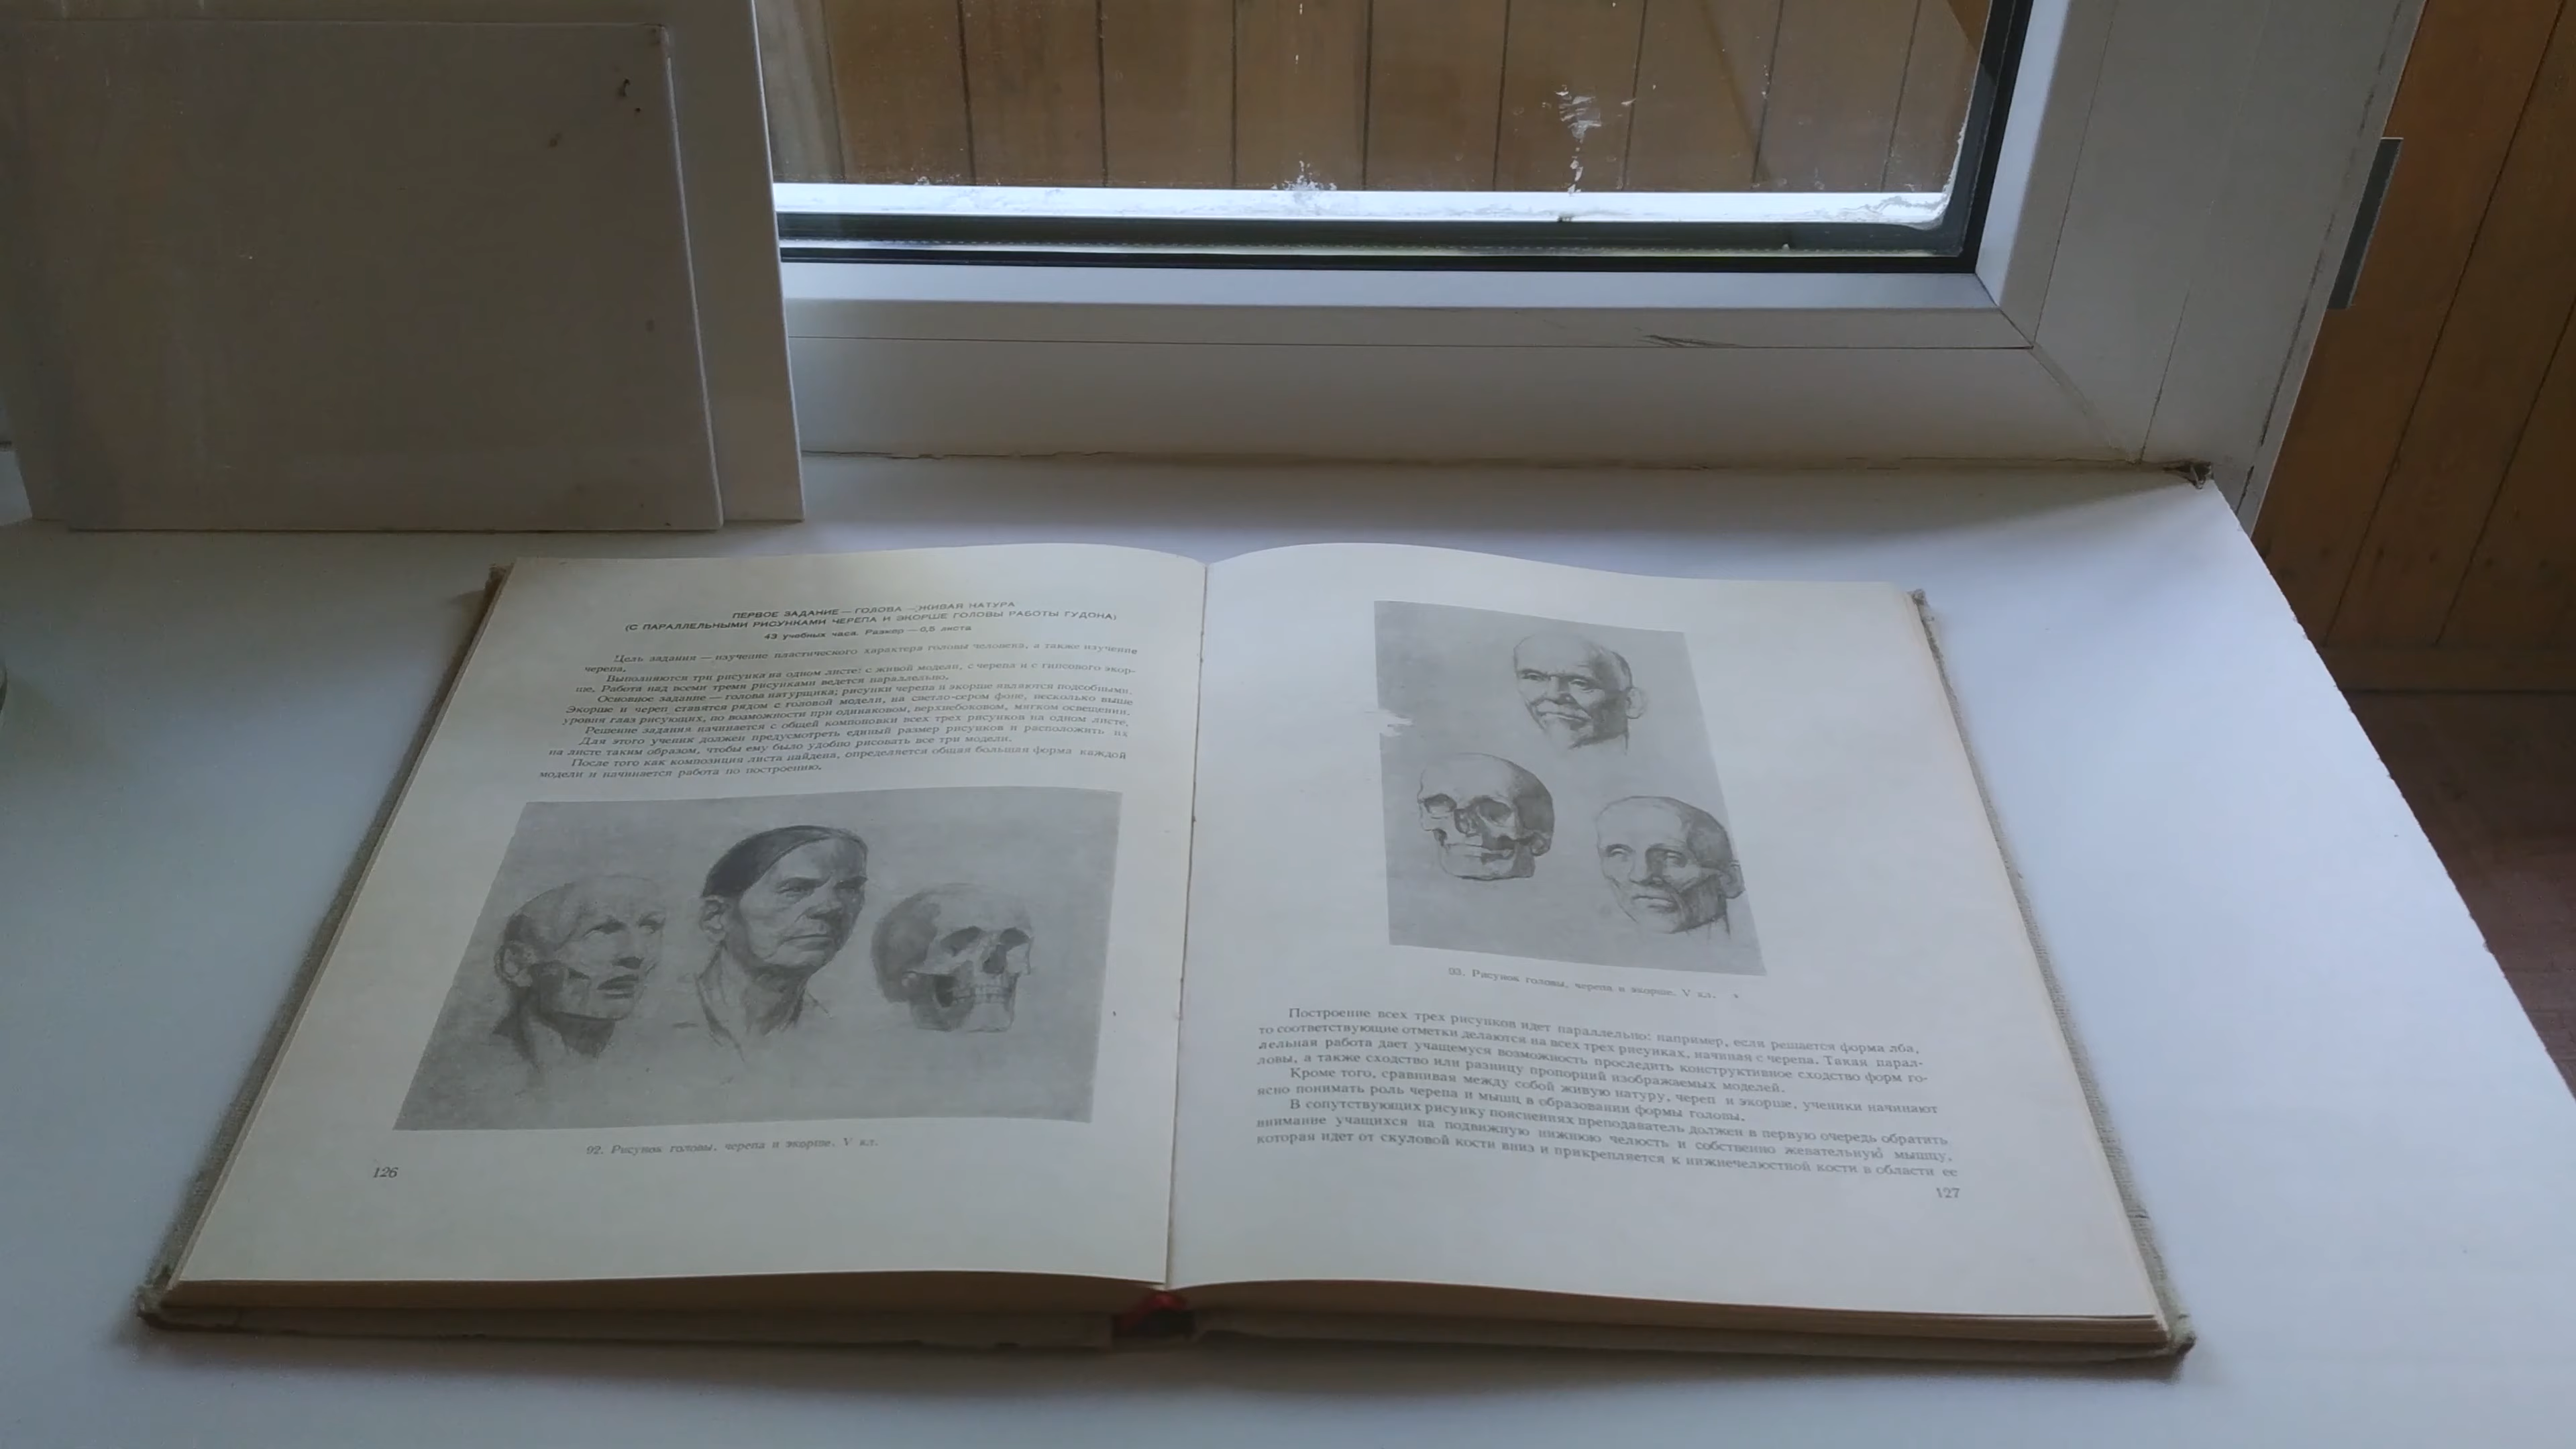 ПЕРВОЕ ЗАДАНИЕ — ГОЛОВА — ЖИВАЯ НАТУРА
(С ПАРАЛЛЕЛЬНЫМИ РИСУНКАМИ ЧЕРЕПА И ЭКОРШЕ ГОЛОВЫ РАБОТЫ ГУДОНА)
43 учебных часа. Размер — 0,5 листа
Цель задания — изучение пластического характера головы человека, а также изучение
черепа.
Выполняются три рисунка на одном листе: с живой модели, с черепа и с гипсового экор-
ше. Работа над всеми тремя рисунками ведется параллельно.
Основное задание — голова натурщика; рисунки черепа и экорше являются подсобными.
Экорше и череп ставятся рядом с головой модели, на светло-сером фоне, несколько выше
уровня глаз рисующих, по возможности при одинаковом, верхнебоковом, мягком освещении.
Решение задания начинается с общей компоновки всех трех рисунков на одном листе.
Для этого ученик должен предусмотреть единый размер рисунков и расположить их
на листе таким образом, чтобы ему было удобно рисовать все три модели.
После того как композиция листа найдена, определяется общая большая форма каждой
модели и начинается работа по построению.
92. Рисунок головы, черепа и экорше. V кл.
126
93. Рисунок головы, черепа и экорше. V кл.
Построение всех трех рисунков идет параллельно: например, если решается форма лба,
то соответствующие отметки делаются на всех трех рисунках, начиная с черепа. Такая парал-
лельная работа дает учащемуся возможность проследить конструктивное сходство форм го-
ловы, а также сходство или разницу пропорций изображаемых моделей.
Кроме того, сравнивая между собой живую натуру, череп и экорше, ученики начинают
ясно понимать роль черепа и мышц в образовании формы головы.
В сопутствующих рисунку пояснениях преподаватель должен в первую очередь обратить
внимание учащихся на подвижную нижнюю челюсть и собственно жевательную мышцу,
которая идет от скуловой кости вниз и прикрепляется к нижнечелюстной кости в области ее
127